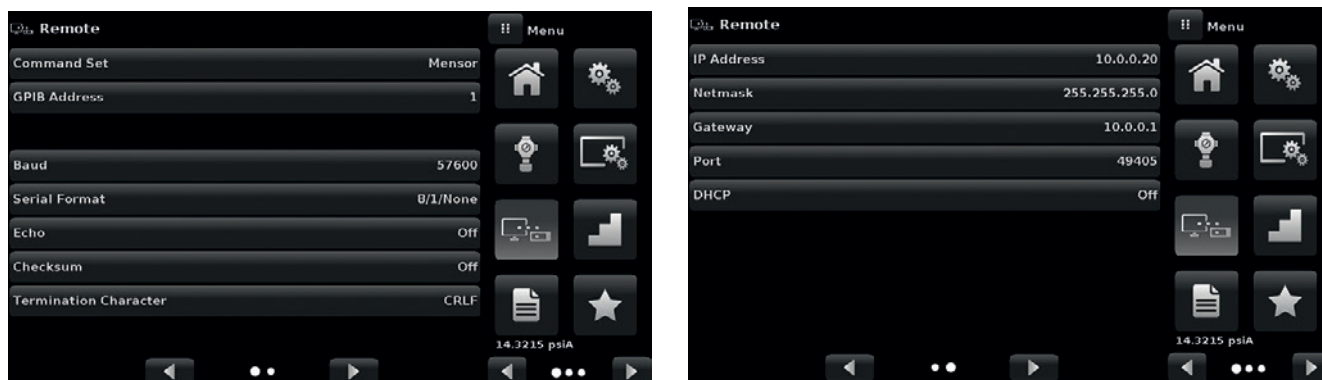 Remote
Menu
Command Set Mensor
GPIB Address 1
Baud 57600
Serial Format 8/1/None
Echo Off
Checksum Off
Termination Character CRLF
14.3215 psiA
Remote
Menu
IP Address 10.0.0.20
Netmask 255.255.255.0
Gateway 10.0.0.1
Port 49405
DHCP Off
14.3215 psiA